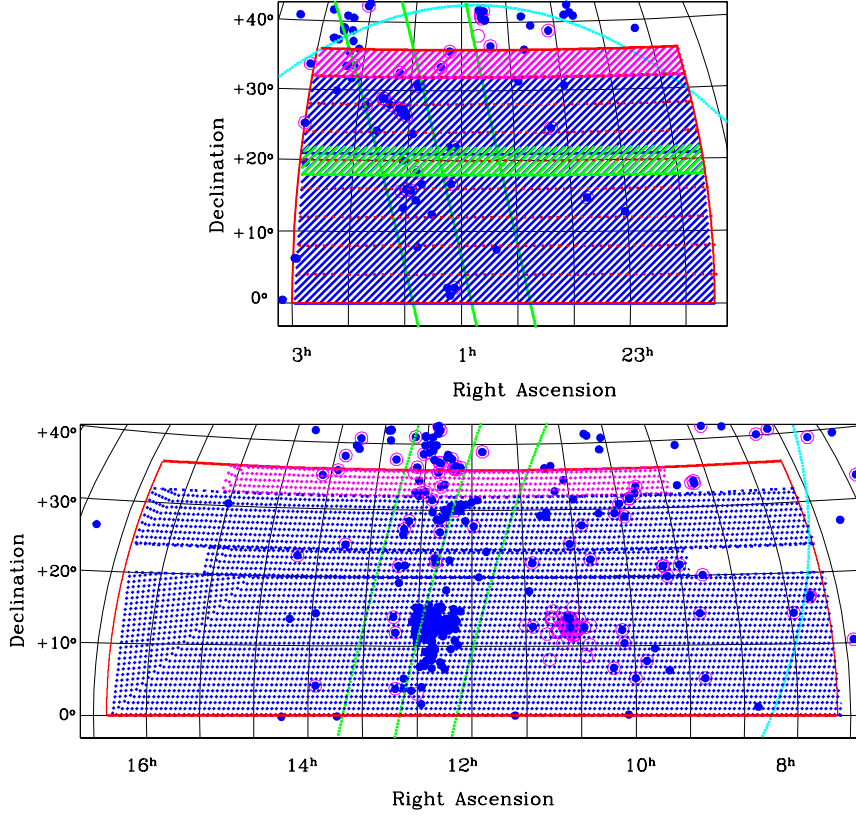 +40°
+30°
+20°
+10°
0°
Declination
3h 1h 23h
Right Ascension
+40°
+30°
+20°
+10°
0°
Declination
16h 14h 12h 10h 8h
Right Ascension